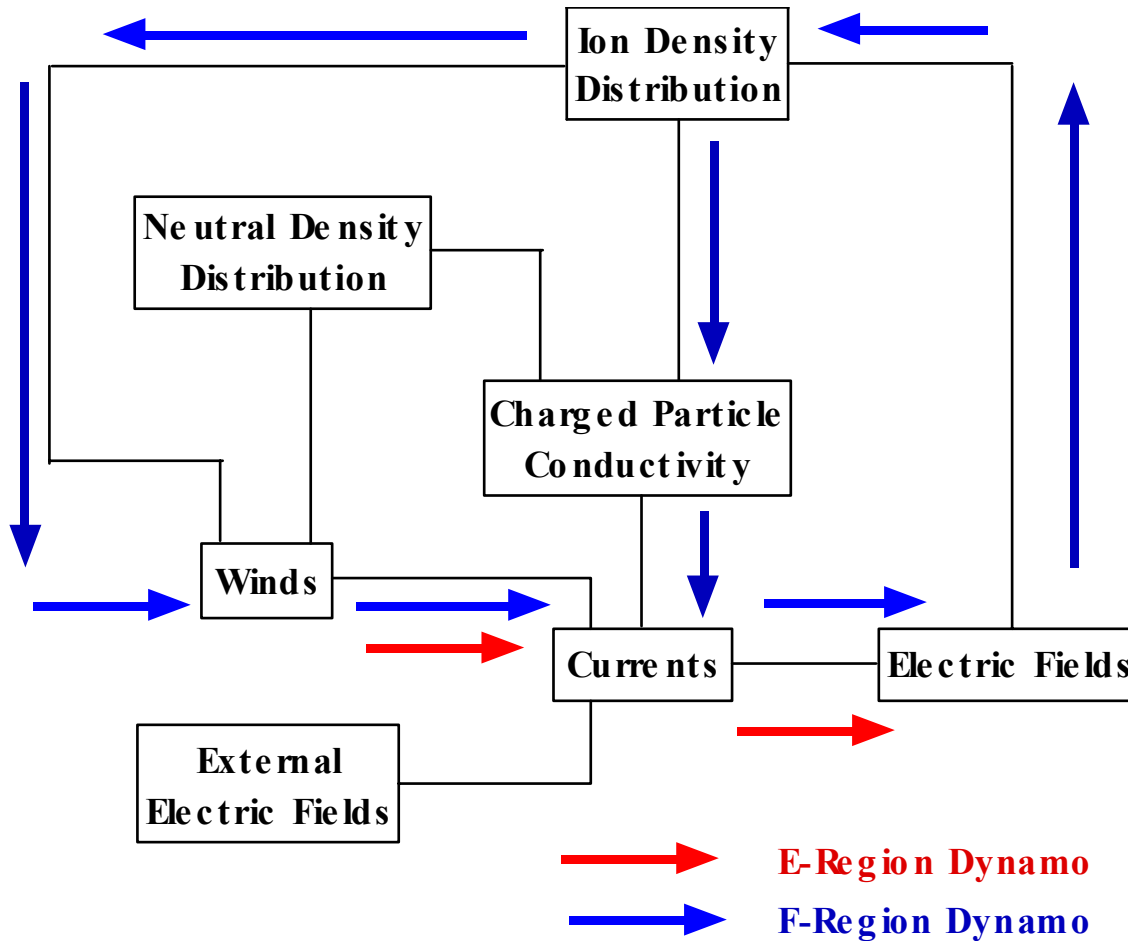 Ion Density
Distribution
Neutral Density
Distribution
Charged Particle
Conductivity
Winds
Currents
Electric Fields
External
Electric Fields
E-Region Dynamo
F-Region Dynamo